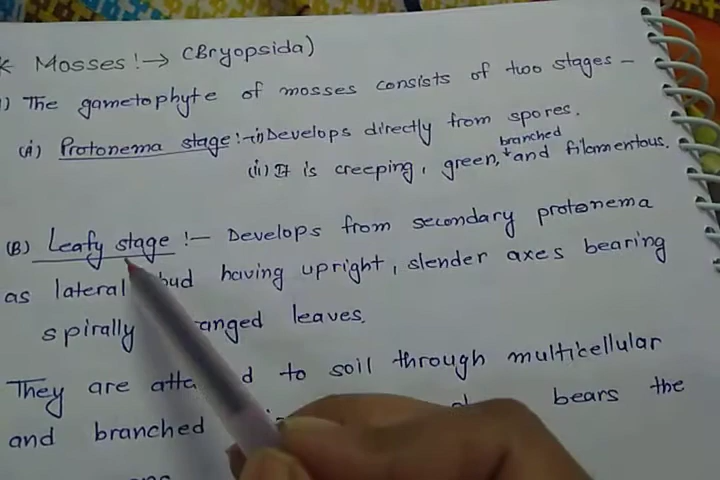 * Mosses :→ (Bryopsida)
1) The gametophyte of mosses consists of two stages -
(A) Protonema stage :- i) Develops directly from spores.
(ii) It is creeping, green, branched and filamentous.
(B) Leafy stage :- Develops from secondary protonema
as lateral bud having upright, slender axes bearing
spirally leaves.
They are to soil through multicellular
and branched bears the